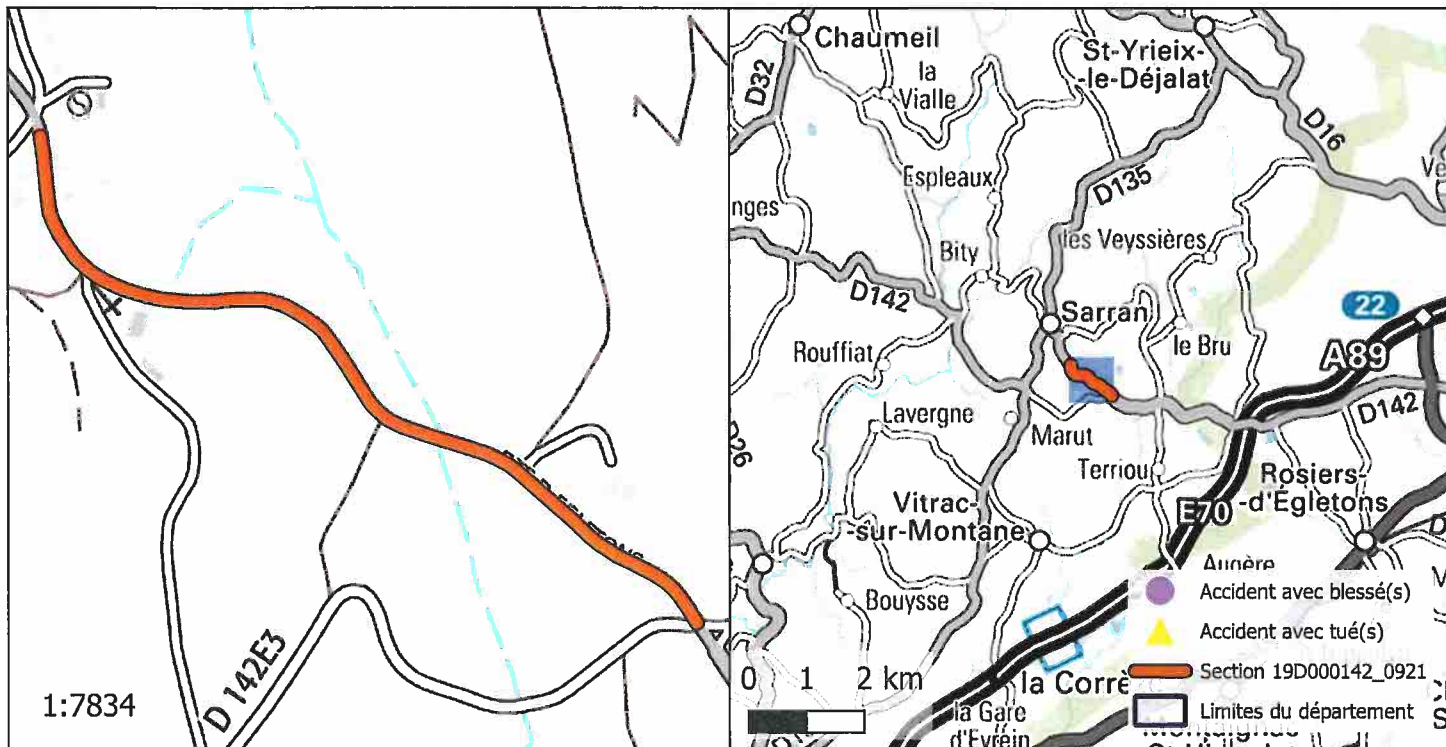 D 142E3
1:7834
Chaumeil
D32
la
Vialle
St-Yrieix-
-le-Déjalat
D16
Espleaux
D135
nges
les Veyssières
Bity
D142
Sarran
22
le Bru
A89
Rouffiat
D142
Lavergne
Marut
D26
Terriou
Rosiers-
-d'Égletons
Vitrac-
-sur-Montane
E70
Augère
Bouysse
Accident avec blessé(s)
Accident avec tué(s)
0 1 2 km
la Corrè
Section 19D000142_0921
la Gare
d'Eyrein
Limites du département